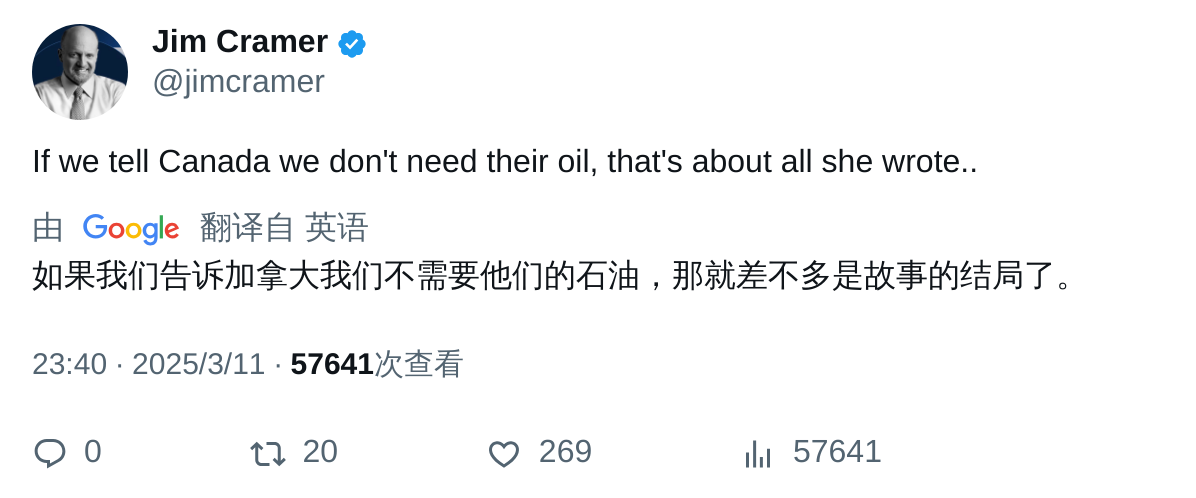 Jim Cramer
@jimcramer
If we tell Canada we don't need their oil, that's about all she wrote..
由 Google 翻译自 英语
如果我们告诉加拿大我们不需要他们的石油，那就差不多是故事的结局了。
23:40 · 2025/3/11 · 57641次查看
0 20 269 57641